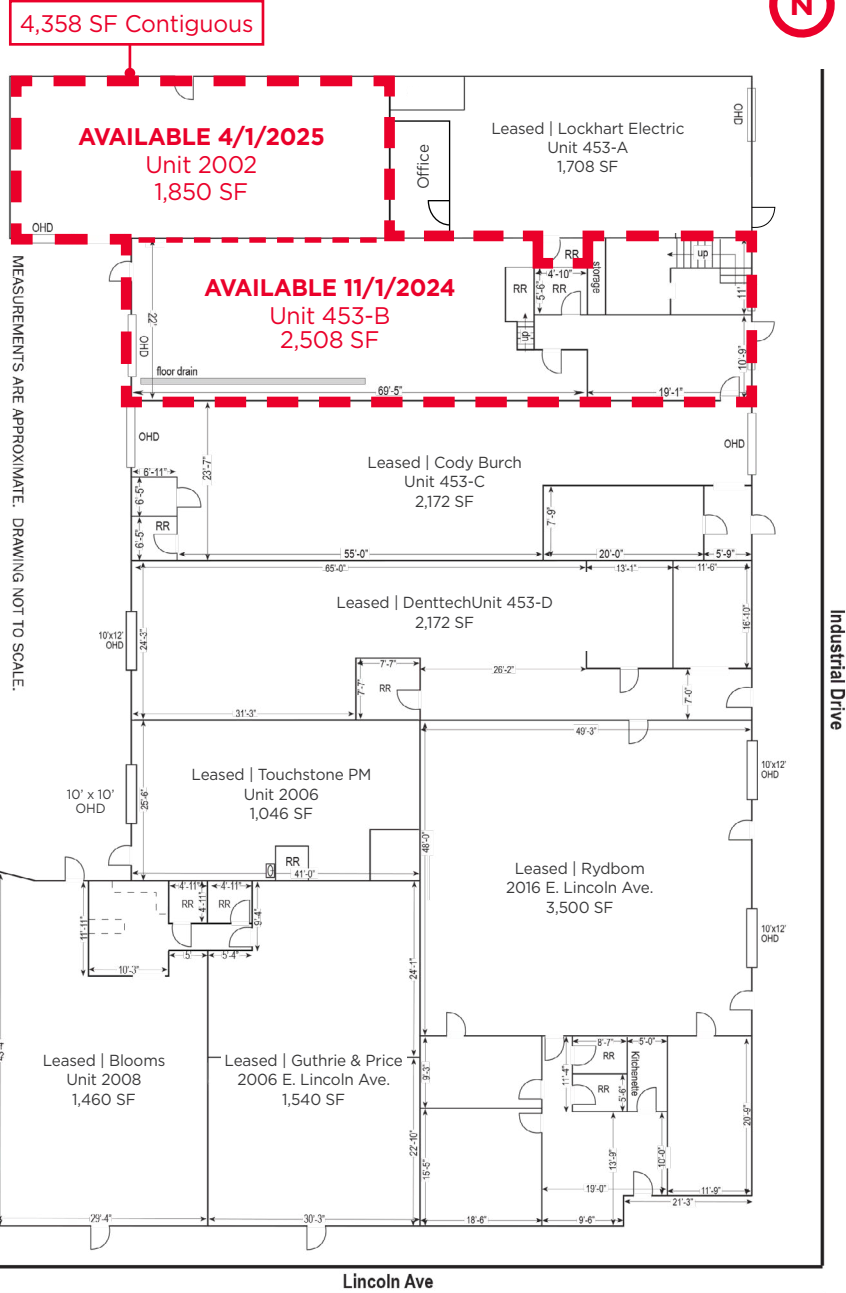 4,358 SF Contiguous
N
AVAILABLE 4/1/2025
Unit 2002
1,850 SF
OHD
Office
Leased | Lockhart Electric
Unit 453-A
1,708 SF
OHD
MEASUREMENTS ARE APPROXIMATE. DRAWING NOT TO SCALE.
AVAILABLE 11/1/2024
Unit 453-B
2,508 SF
22'
OHD
floor drain
69'-5"
RR
4'-10"
5'-6"
RR
RR
storage
up
up
11'
10'-9"
19'-1"
OHD
23'-7"
6'-11"
6'-5"
6'-5"
RR
Leased | Cody Burch
Unit 453-C
2,172 SF
OHD
7'-9"
55'-0"
20'-0"
5'-9"
65'-0"
13'-1"
11'-6"
10'x12'
OHD
24'-3"
Leased | DenttechUnit 453-D
2,172 SF
16'-10"
7'-7"
7'-7"
RR
26'-2"
7'-0"
31'-3"
Industrial Drive
49'-3"
10' x 10'
OHD
25'-6"
Leased | Touchstone PM
Unit 2006
1,046 SF
RR
41'-0"
48'-0"
10'x12'
OHD
Leased | Rydbom
2016 E. Lincoln Ave.
3,500 SF
10'x12'
OHD
11'-11"
10'-3"
4'-11"
4'-11"
4'-11"
RR
RR
9'-4"
5'
5'-4"
24'-1"
Leased | Blooms
Unit 2008
1,460 SF
Leased | Guthrie & Price
2006 E. Lincoln Ave.
1,540 SF
22'-10"
29'-4"
30'-3"
9'-3"
15'-5"
18'-6"
11'-4"
8'-7"
5'-0"
RR
RR
5'-6"
Kitchenette
13'-9"
10'-0"
19'-0"
9'-6"
20'-9"
11'-9"
21'-3"
Lincoln Ave